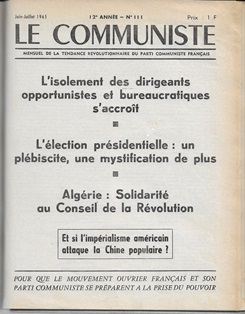 Juin-Juillet 1965 12e ANNÉE - N° 111 Prix : 1 F
LE COMMUNISTE
MENSUEL DE LA TENDANCE REVOLUTIONNAIRE DU PARTI COMMUNISTE FRANÇAIS
L'isolement des dirigeants
opportunistes et bureaucratiques
s'accroît
L'élection présidentielle : un
plébiscite, une mystification de plus
Algérie : Solidarité
au Conseil de la Révolution
Et si l'impérialisme américain
attaque la Chine populaire ?
POUR QUE LE MOUVEMENT OUVRIER FRANÇAIS ET SON
PARTI COMMUNISTE SE PRÉPARENT A LA PRISE DU POUVOIR